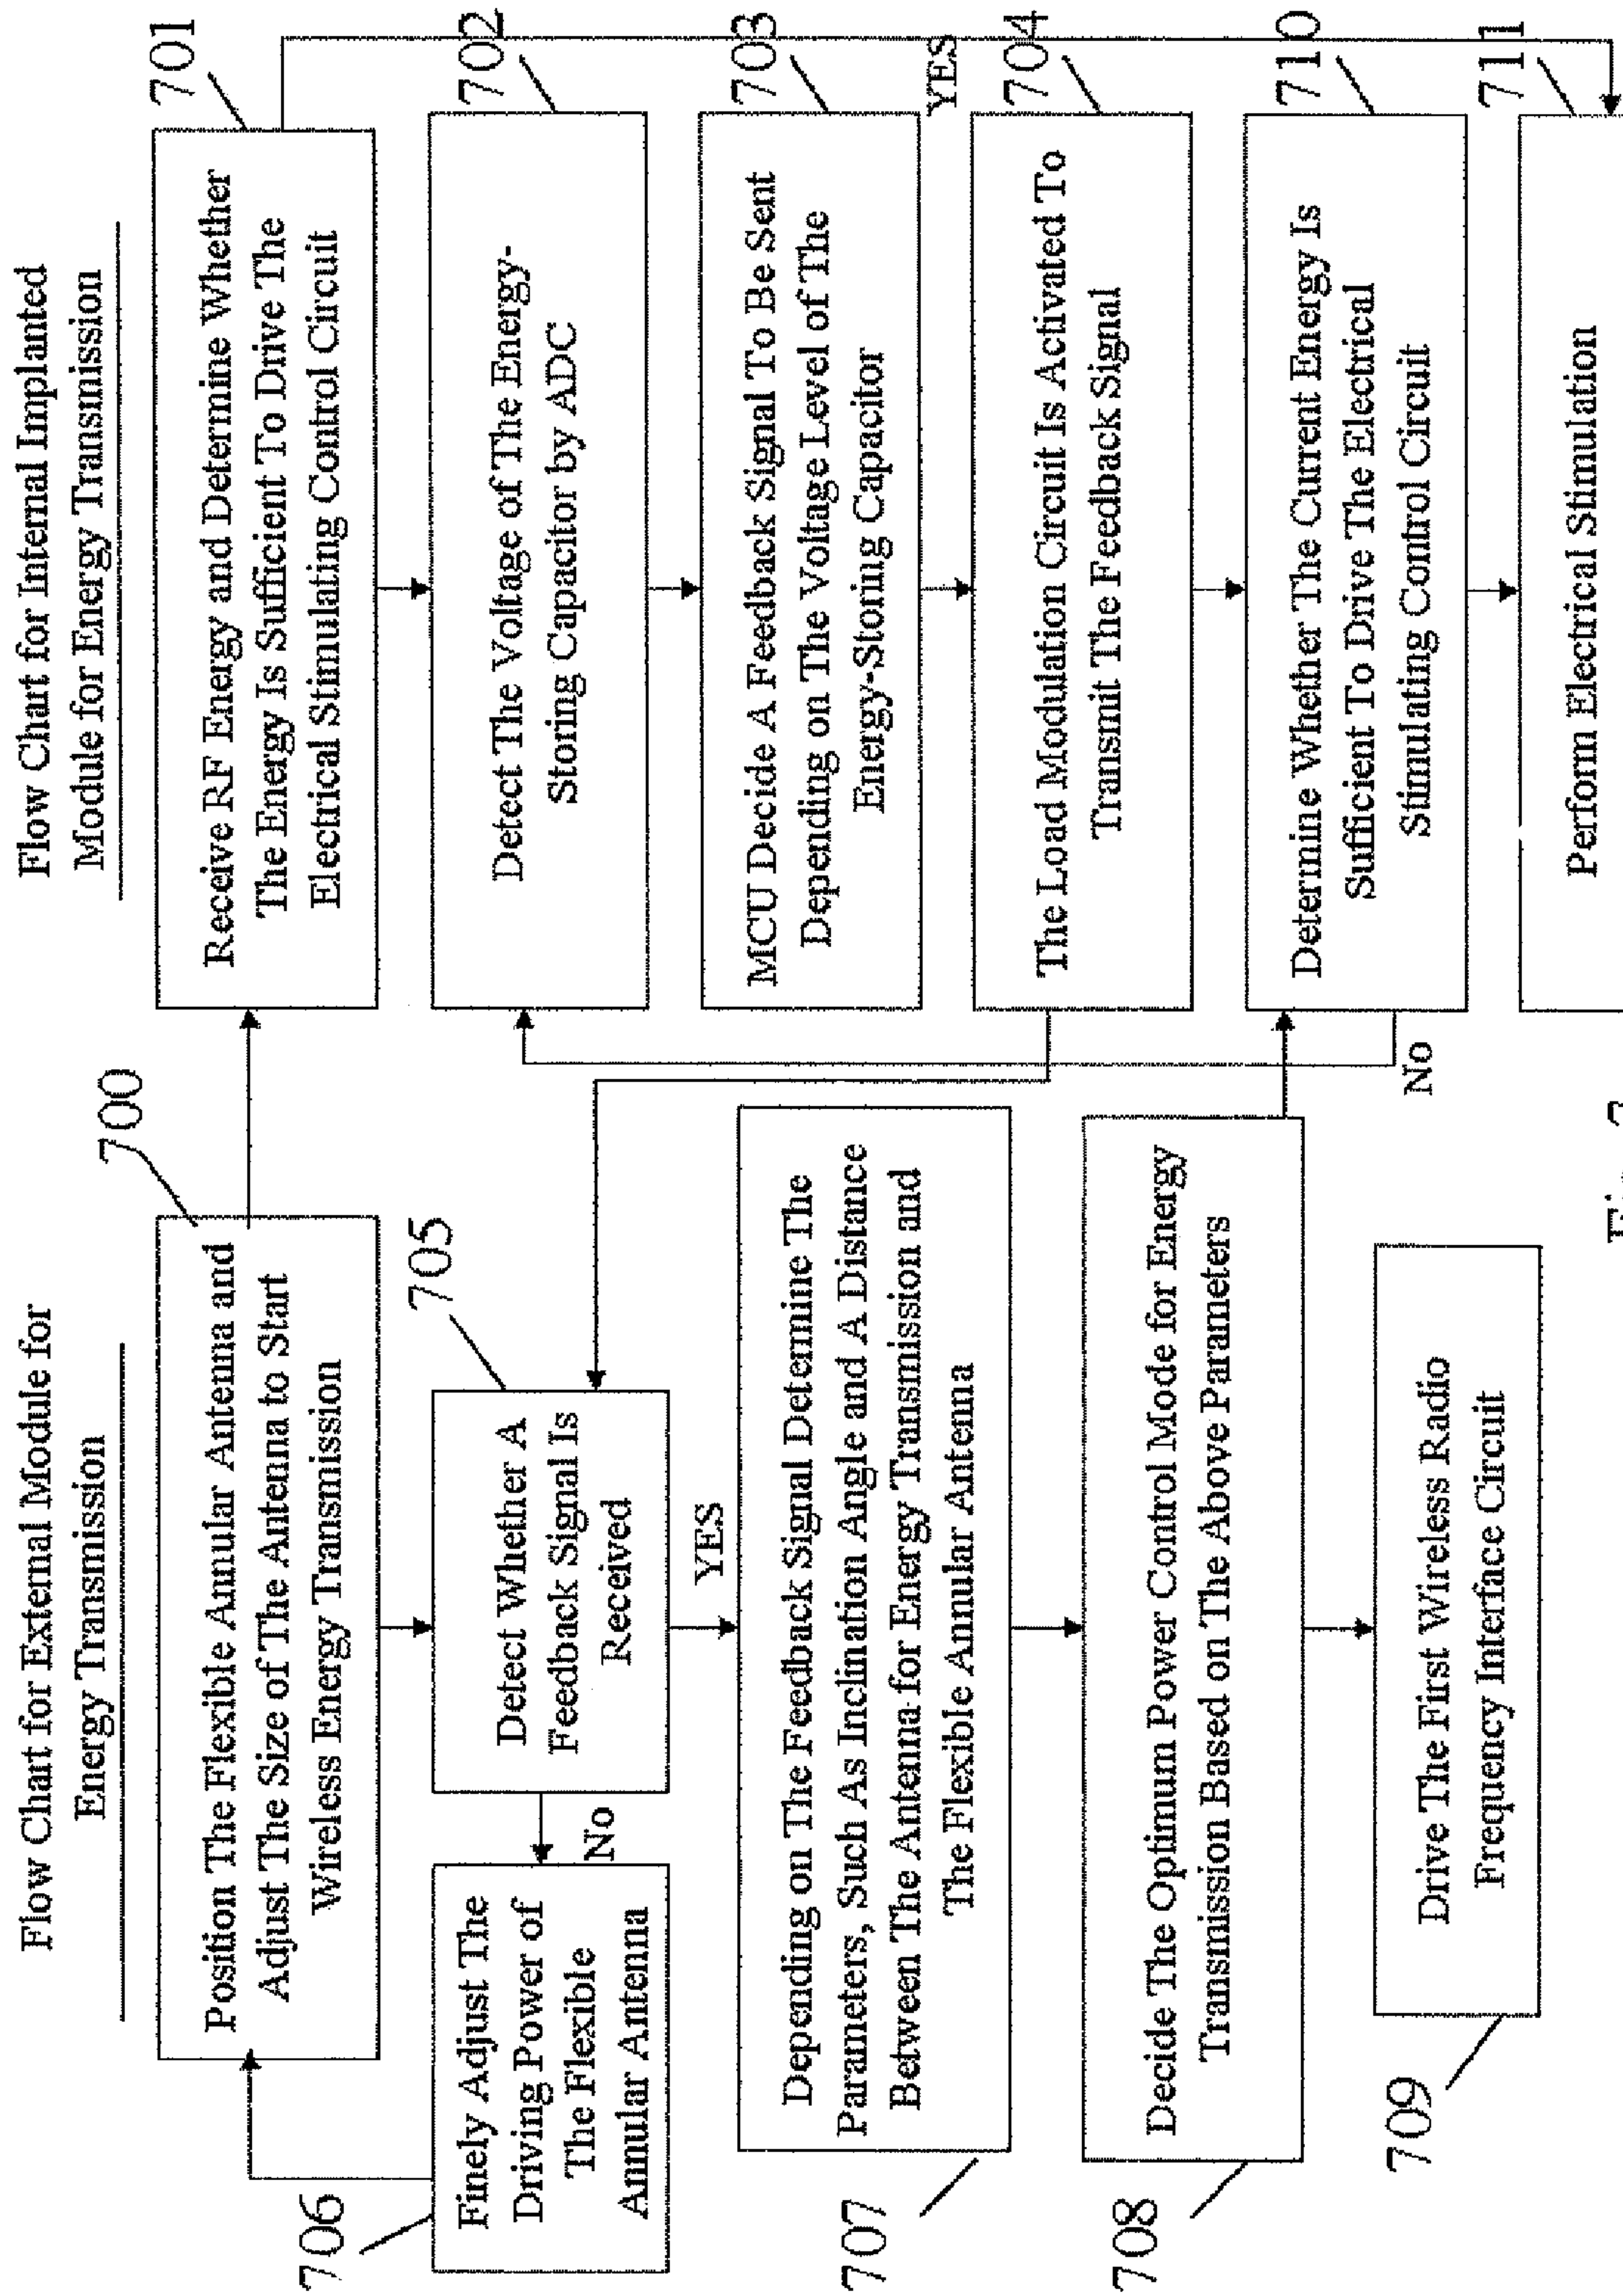 Flow Chart for External Module for
Energy Transmission
700
Position The Flexible Annular Antenna and
Adjust The Size of The Antenna to Start
Wireless Energy Transmission
705
Detect Whether A
Feedback Signal Is
Received
No
YES
706
Finely Adjust The
Driving Power of
The Flexible
Annular Antenna
707
Depending on The Feedback Signal Determine The
Parameters, Such As Inclination Angle and A Distance
Between The Antenna for Energy Transmission and
The Flexible Annular Antenna
708
Decide The Optimum Power Control Mode for Energy
Transmission Based on The Above Parameters
709
Drive The First Wireless Radio
Frequency Interface Circuit
Flow Chart for Internal Implanted
Module for Energy Transmission
701
Receive RF Energy and Determine Whether
The Energy Is Sufficient To Drive The
Electrical Stimulating Control Circuit
702
Detect The Voltage of The Energy-
Storing Capacitor by ADC
703
MCU Decide A Feedback Signal To Be Sent
Depending on The Voltage Level of The
Energy-Storing Capacitor
YES
704
The Load Modulation Circuit Is Activated To
Transmit The Feedback Signal
710
Determine Whether The Current Energy Is
Sufficient To Drive The Electrical
Stimulating Control Circuit
No
711
Perform Electrical Stimulation